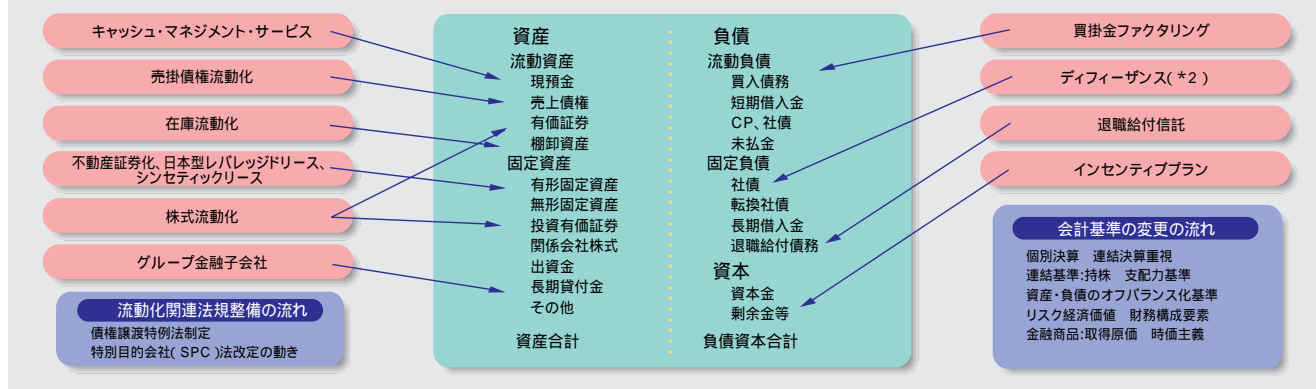 キャッシュ・マネジメント・サービス
売掛債権流動化
在庫流動化
不動産証券化、日本型レバレッジドリース、
シンセティックリース
株式流動化
グループ金融子会社
流動化関連法規整備の流れ
債権譲渡特例法制定
特別目的会社(SPC)法改定の動き
資産
流動資産
現預金
売上債権
有価証券
棚卸資産
固定資産
有形固定資産
無形固定資産
投資有価証券
関係会社株式
出資金
長期貸付金
その他
資産合計
負債
流動負債
買入債務
短期借入金
CP、社債
未払金
固定負債
社債
転換社債
長期借入金
退職給付債務
資本
資本金
剰余金等
負債資本合計
買掛金ファクタリング
ディフィーザンス(*2)
退職給付信託
インセンティブプラン
会計基準の変更の流れ
個別決算 連結決算重視
連結基準:持株 支配力基準
資産・負債のオフバランス化基準
リスク経済価値 財務構成要素
金融商品:取得原価 時価主義